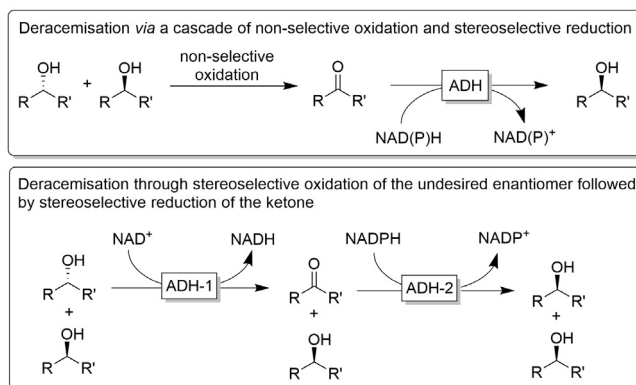 Deracemisation via a cascade of non-selective oxidation and stereoselective reduction
OH
R R'
+
OH
R R'
non-selective
oxidation
O
R R'
ADH
NAD(P)H
NAD(P)+
OH
R R'
Deracemisation through stereoselective oxidation of the undesired enantiomer followed
by stereoselective reduction of the ketone
OH
R R'
+
OH
R R'
NAD+
NADH
ADH-1
O
R R'
+
OH
R R'
NADPH
NADP+
ADH-2
OH
R R'
+
OH
R R'